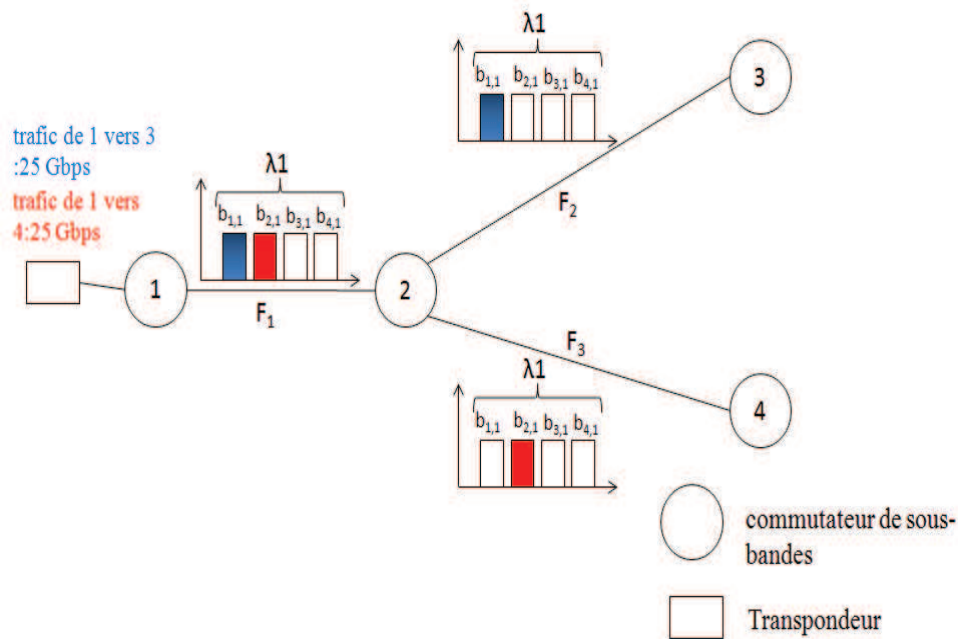 λ1
b1,1 b2,1 b3,1 b4,1
3
trafic de 1 vers 3
:25 Gbps
trafic de 1 vers
4:25 Gbps
λ1
b1,1 b2,1 b3,1 b4,1
F2
1
2
F1
F3
λ1
b1,1 b2,1 b3,1 b4,1
4
commutateur de sous-
bandes
Transpondeur